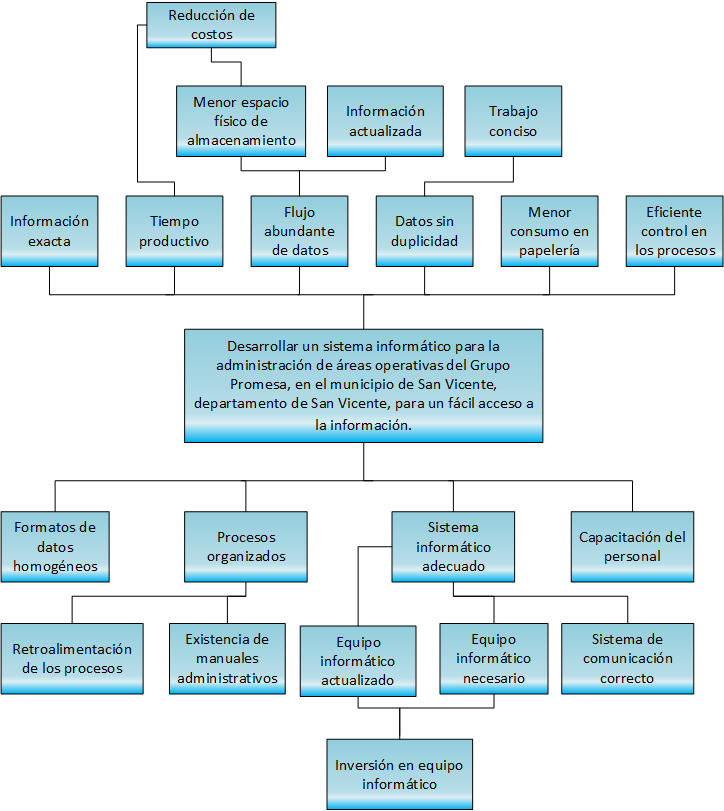 Reducción de
costos
Menor espacio
físico de
almacenamiento
Información
actualizada
Trabajo
conciso
Información
exacta
Tiempo
productivo
Flujo
abundante
de datos
Datos sin
duplicidad
Menor
consumo en
papelería
Eficiente
control en
los procesos
Desarrollar un sistema informático para la
administración de áreas operativas del Grupo
Promesa, en el municipio de San Vicente,
departamento de San Vicente, para un fácil acceso a
la información.
Formatos de
datos
homogéneos
Procesos
organizados
Sistema
informático
adecuado
Capacitación del
personal
Retroalimentación
de los procesos
Existencia de
manuales
administrativos
Equipo
informático
actualizado
Equipo
informático
necesario
Sistema de
comunicación
correcto
Inversión en equipo
informático